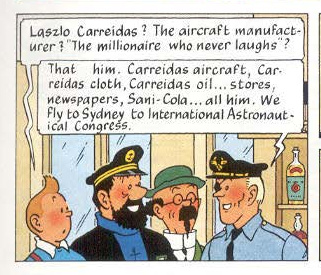 Laszlo Carreidas? The aircraft manufact-
urer? "The millionaire who never laughs"?
That him. Carreidas aircraft, Car-
reidas cloth, Carreidas oil... stores,
newspapers, Sani-Cola... all him. We
fly to Sydney to International Astronaut-
ical Congress.